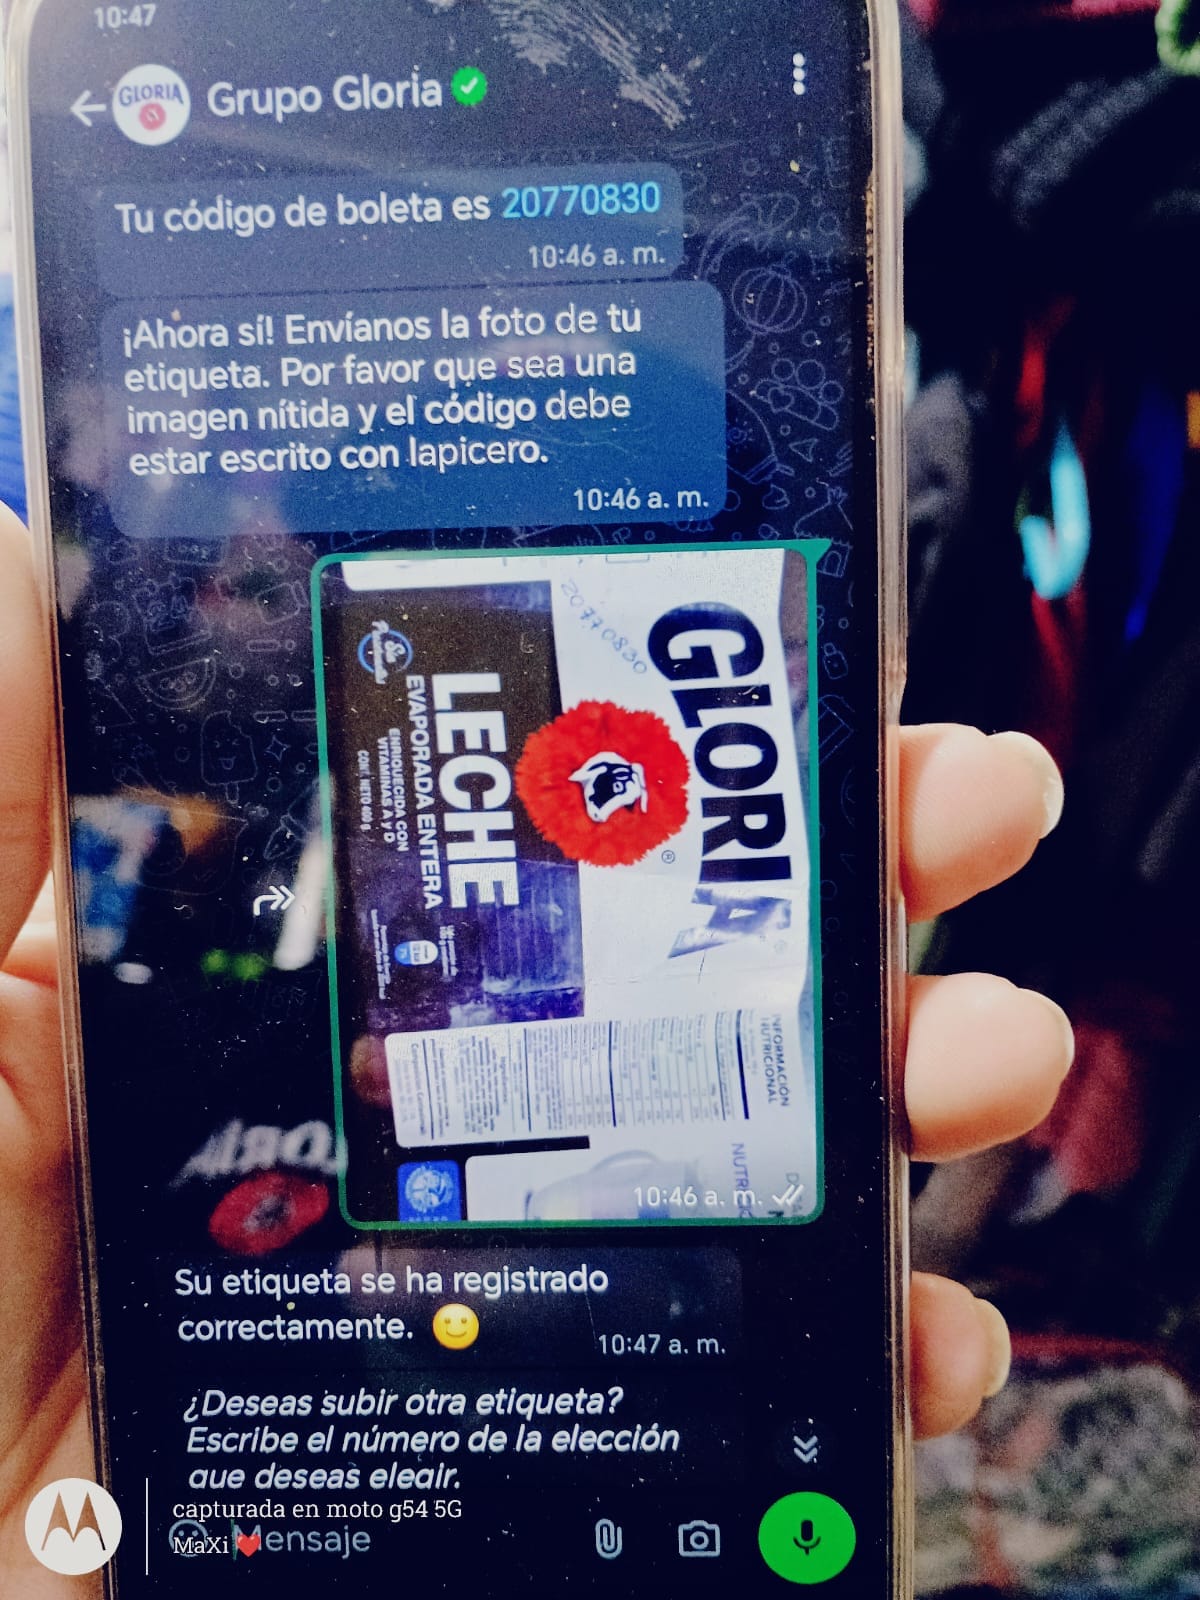 10:47
GLORIA
Grupo Gloria
Tu código de boleta es 20770830
10:46 a. m.
¡Ahora sí! Envíanos la foto de tu
etiqueta. Por favor que sea una
imagen nítida y el código debe
estar escrito con lapicero.
10:46 a. m.
20770830
GLORIA
LECHE
EVAPORADA ENTERA
ENRIQUECIDA CON
VITAMINAS A y D
CONT. NETO 400 g
INFORMACIÓN
NUTRICIONAL
10:46 a. m.
Su etiqueta se ha registrado
correctamente. 🙂
10:47 a. m.
¿Deseas subir otra etiqueta?
Escribe el número de la elección
que deseas elegir.
Mensaje
capturada en moto g54 5G
MaXi ❤️